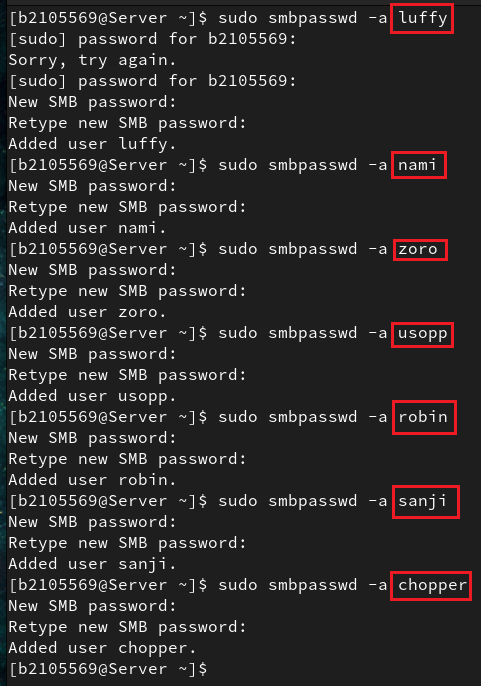 [b2105569@Server ~]$ sudo smbpasswd -a luffy
[sudo] password for b2105569:
Sorry, try again.
[sudo] password for b2105569:
New SMB password:
Retype new SMB password:
Added user luffy.
[b2105569@Server ~]$ sudo smbpasswd -a nami
New SMB password:
Retype new SMB password:
Added user nami.
[b2105569@Server ~]$ sudo smbpasswd -a zoro
New SMB password:
Retype new SMB password:
Added user zoro.
[b2105569@Server ~]$ sudo smbpasswd -a usopp
New SMB password:
Retype new SMB password:
Added user usopp.
[b2105569@Server ~]$ sudo smbpasswd -a robin
New SMB password:
Retype new SMB password:
Added user robin.
[b2105569@Server ~]$ sudo smbpasswd -a sanji
New SMB password:
Retype new SMB password:
Added user sanji.
[b2105569@Server ~]$ sudo smbpasswd -a chopper
New SMB password:
Retype new SMB password:
Added user chopper.
[b2105569@Server ~]$